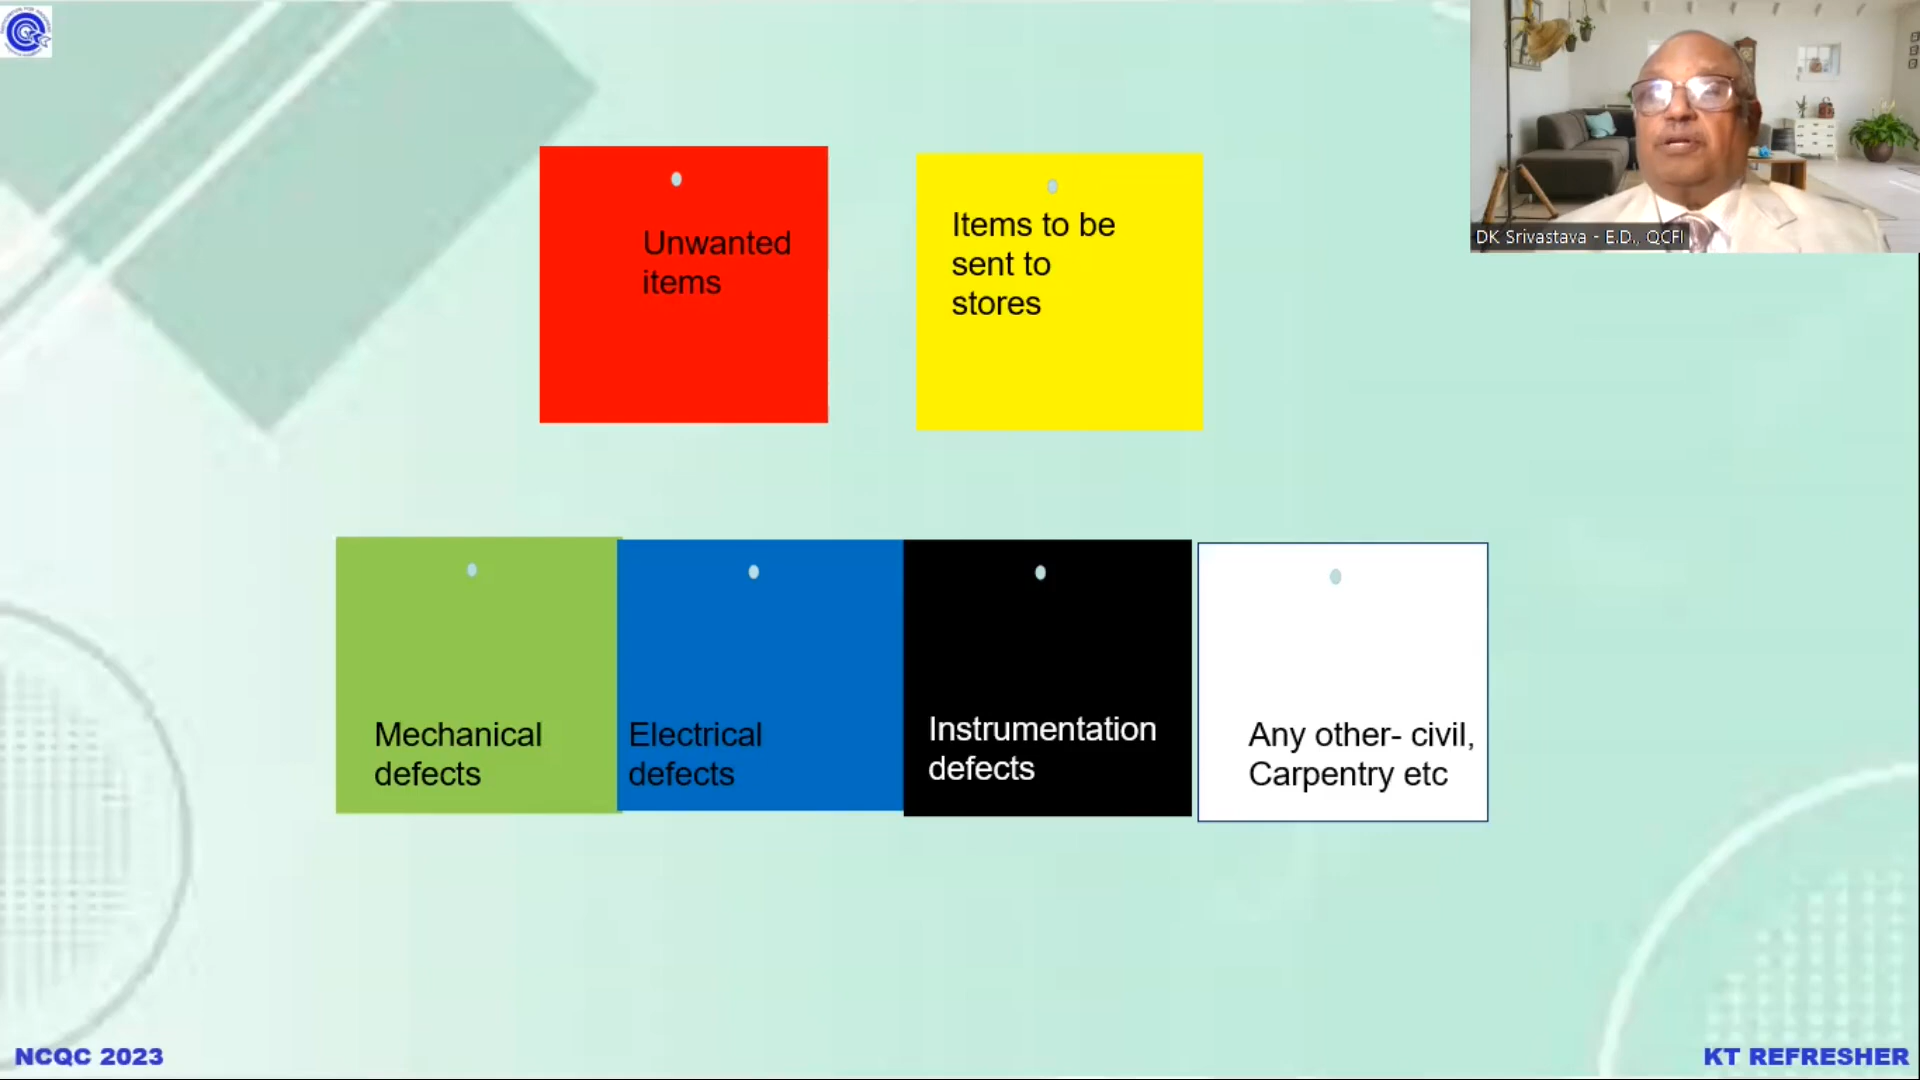 Unwanted
items
Items to be
sent to
stores
DK Srivastava - E.D., QCFI
Mechanical
defects
Electrical
defects
Instrumentation
defects
Any other- civil,
Carpentry etc
NCQC 2023
KT REFRESHER